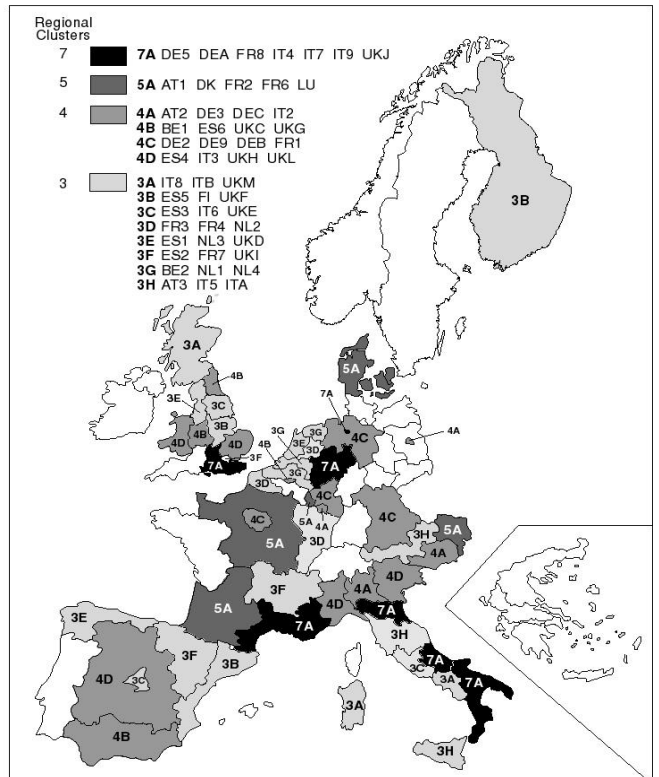 Regional
Clusters
7 7A DE5 DEA FR8 IT4 IT7 IT9 UKJ
5 5A AT1 DK FR2 FR6 LU
4 4A AT2 DE3 DEC IT2
4B BE1 ES6 UKC UKG
4C DE2 DE9 DEB FR1
4D ES4 IT3 UKH UKL
3 3A IT8 ITB UKM
3B ES5 FI UKF
3C ES3 IT6 UKE
3D FR3 FR4 NL2
3E ES1 NL3 UKD
3F ES2 FR7 UKI
3G BE2 NL1 NL4
3H AT3 IT5 ITA
3B
3A
5A
4B
7A
3E
3C
3G
4C
4A
3B
3G
3E
3D
4D
4B
4D
4B
3F
7A
3G
7A
3D
4C
4C
5A
4A
4C
5A
3H
5A
3D
4A
3F
4D
4D
4A
5A
7A
3E
7A
3H
3F
3B
7A
4D
3C
3C
3A
7A
3A
4B
3H